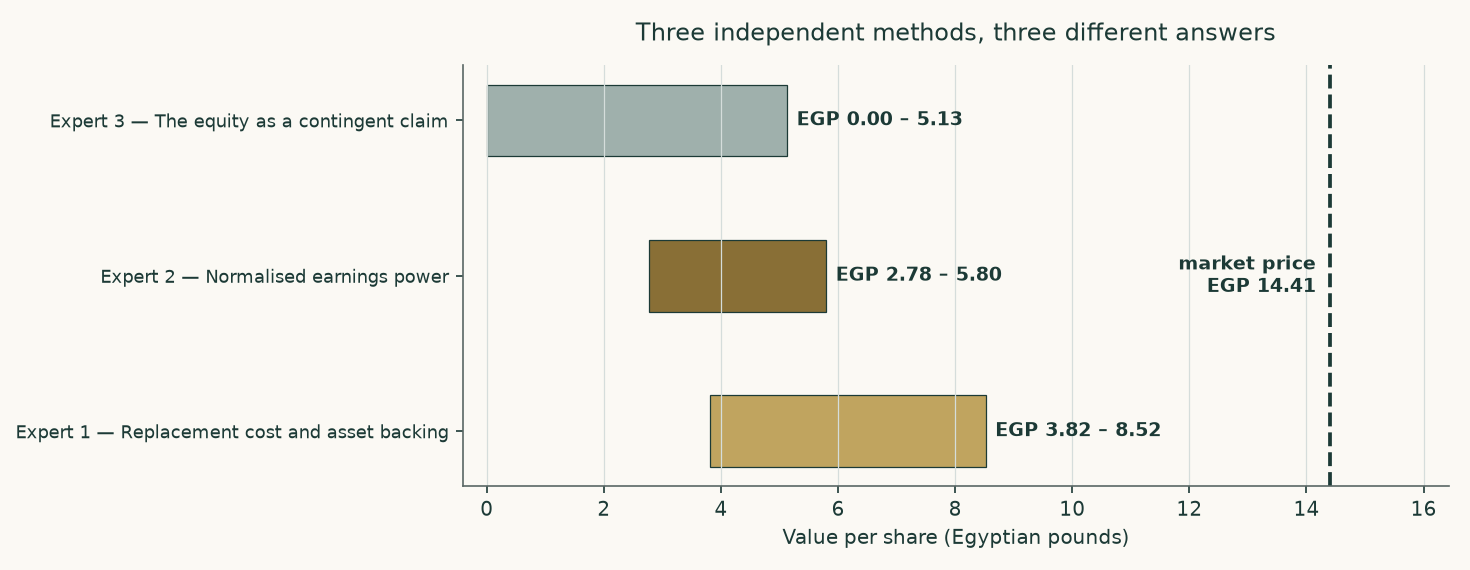 Three independent methods, three different answers
Expert 3 — The equity as a contingent claim
EGP 0.00 – 5.13
Expert 2 — Normalised earnings power
EGP 2.78 – 5.80
market price
EGP 14.41
Expert 1 — Replacement cost and asset backing
EGP 3.82 – 8.52
0 2 4 6 8 10 12 14 16
Value per share (Egyptian pounds)